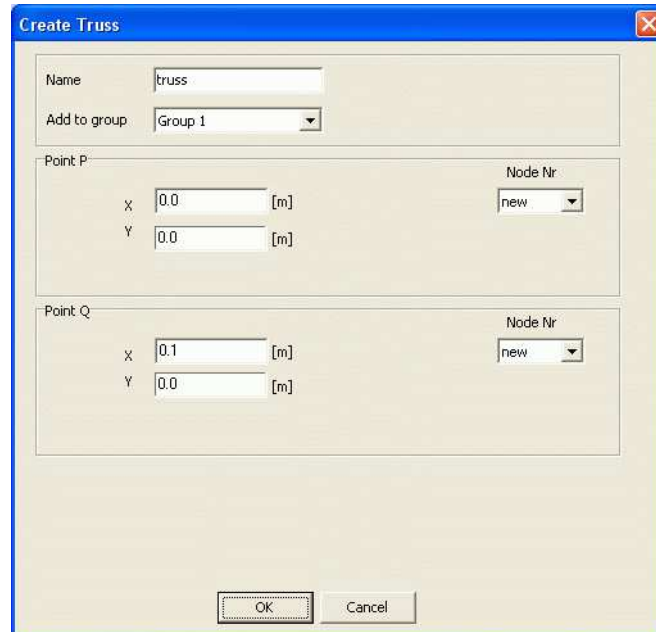 Create Truss
Name truss
Add to group Group 1
Point P
Node Nr
X 0.0 [m] new
Y 0.0 [m]
Point Q
Node Nr
X 0.1 [m] new
Y 0.0 [m]
OK Cancel